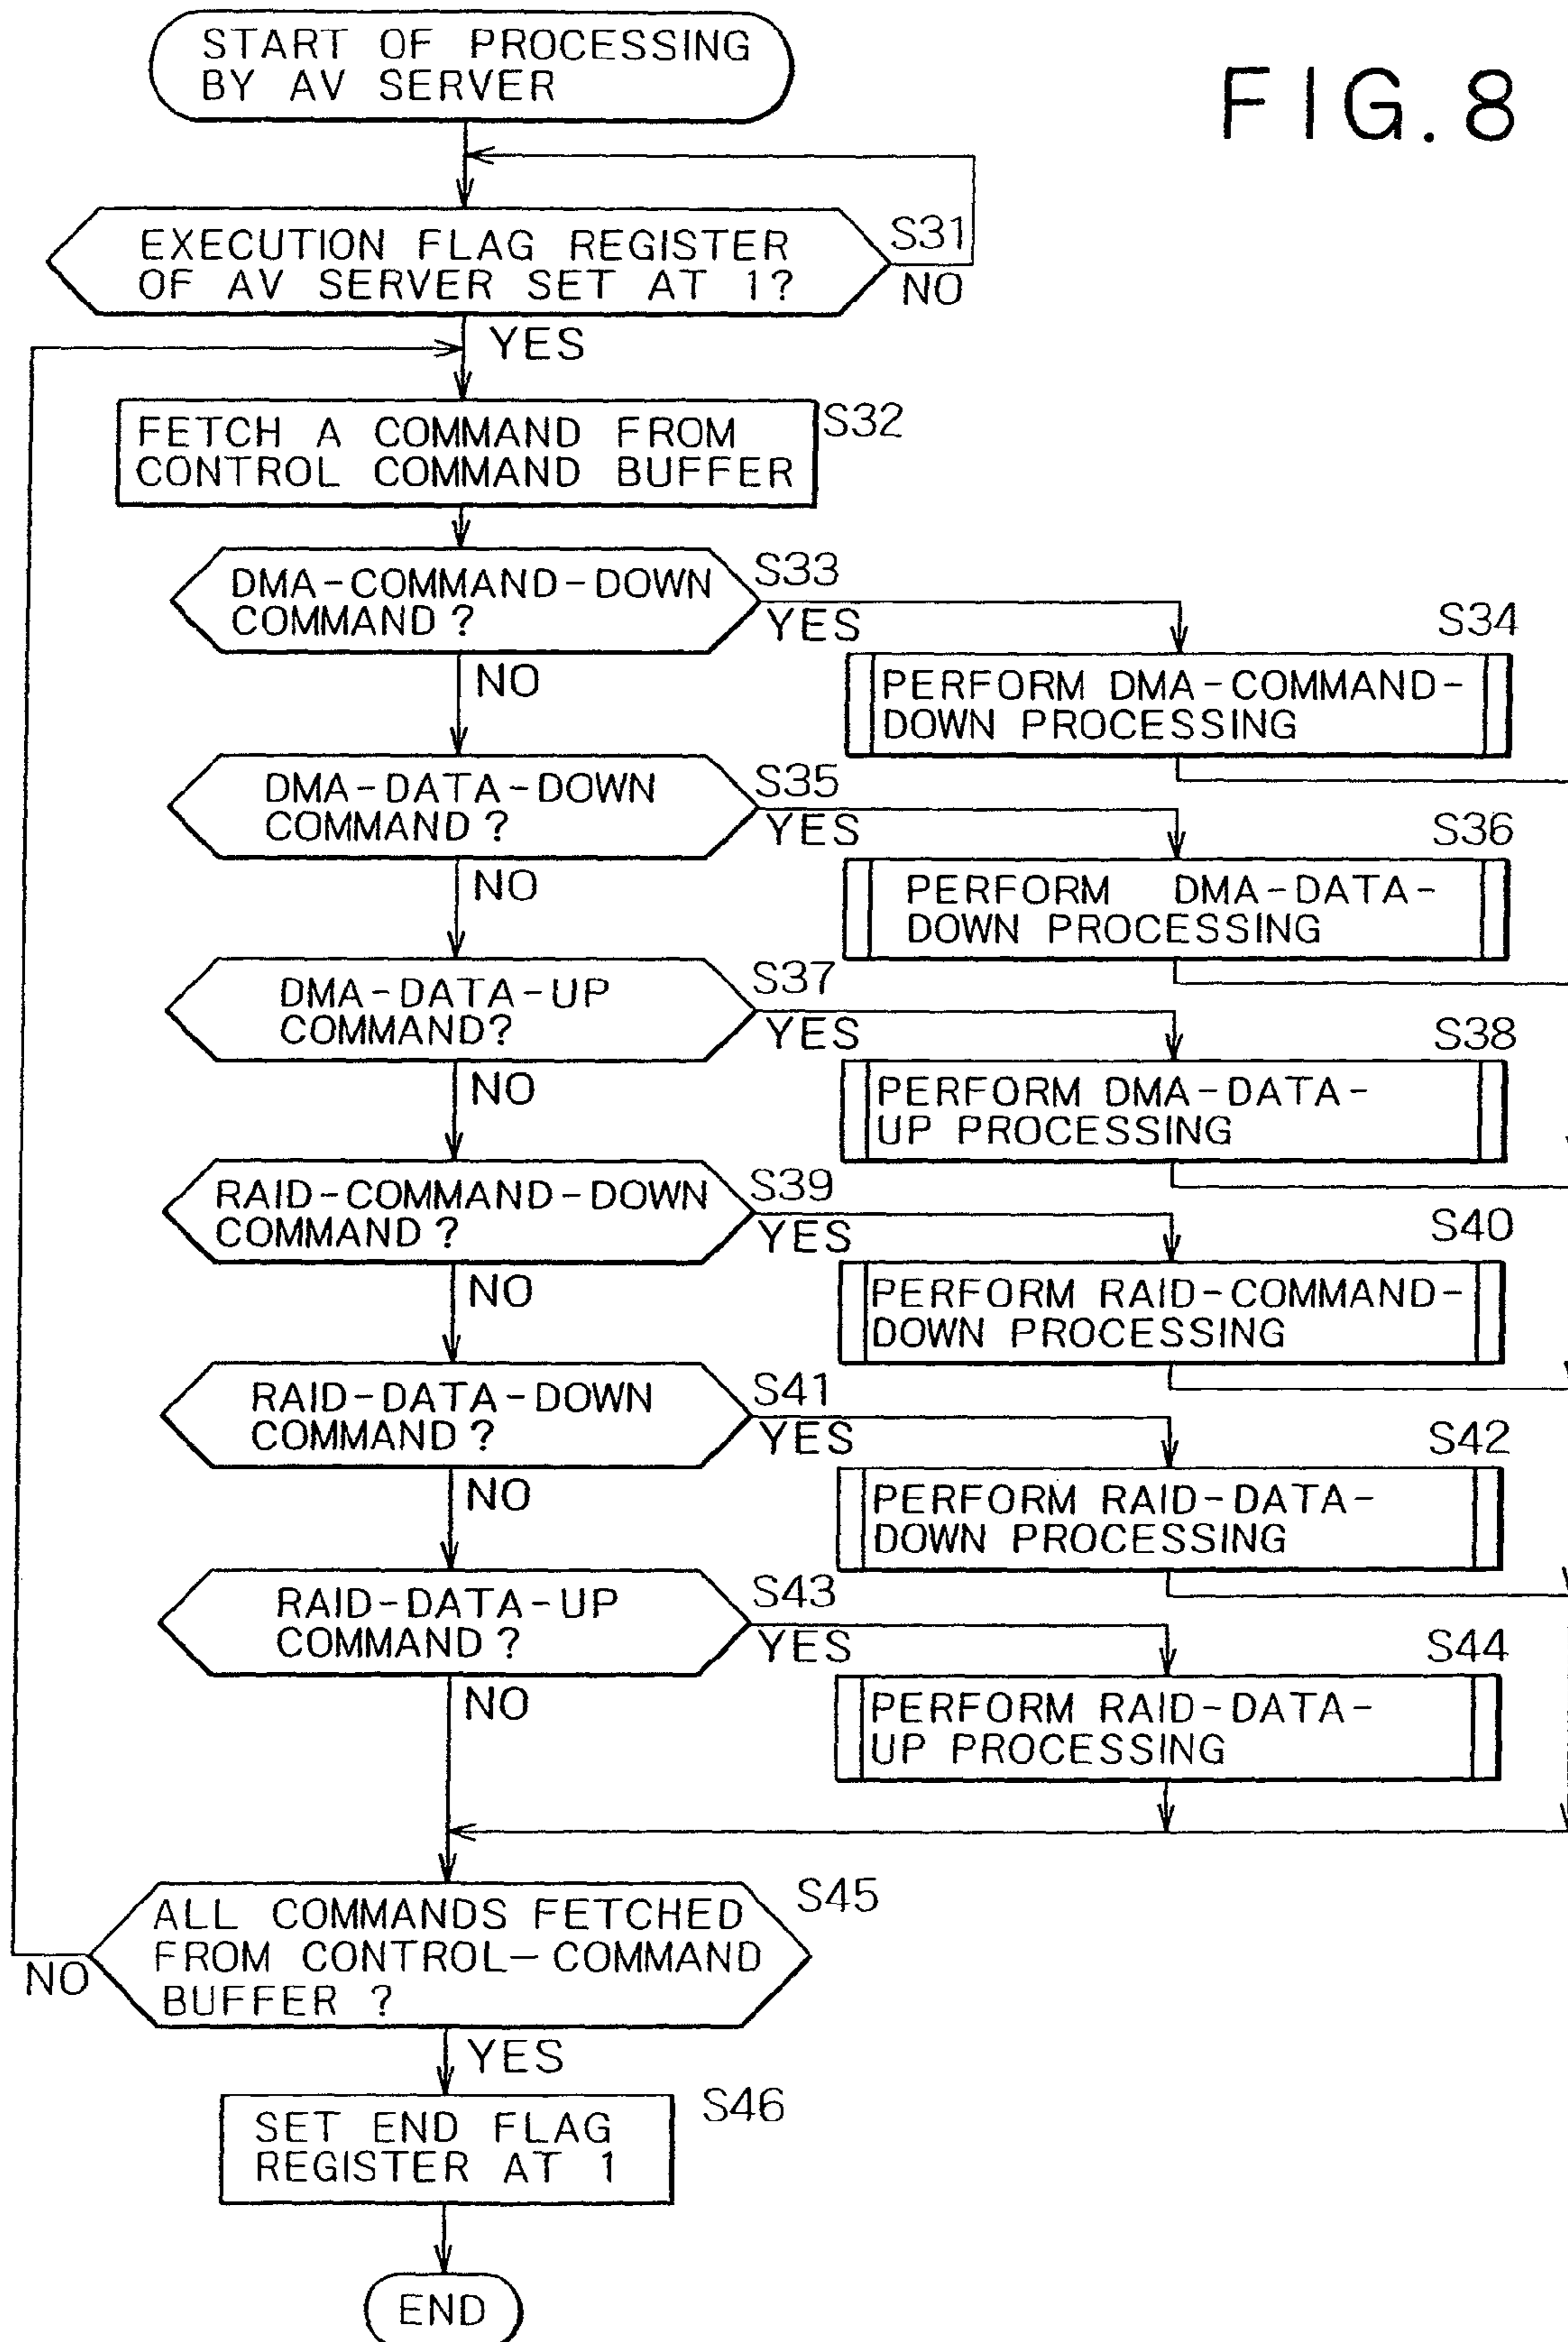 FIG. 8
START OF PROCESSING
BY AV SERVER
EXECUTION FLAG REGISTER
OF AV SERVER SET AT 1?
S31
NO
YES
FETCH A COMMAND FROM
CONTROL COMMAND BUFFER
S32
DMA-COMMAND-DOWN
COMMAND?
S33
YES
NO
S34
PERFORM DMA-COMMAND-
DOWN PROCESSING
DMA-DATA-DOWN
COMMAND?
S35
YES
NO
S36
PERFORM DMA-DATA-
DOWN PROCESSING
DMA-DATA-UP
COMMAND?
S37
YES
NO
S38
PERFORM DMA-DATA-
UP PROCESSING
RAID-COMMAND-DOWN
COMMAND?
S39
YES
NO
S40
PERFORM RAID-COMMAND-
DOWN PROCESSING
RAID-DATA-DOWN
COMMAND?
S41
YES
NO
S42
PERFORM RAID-DATA-
DOWN PROCESSING
RAID-DATA-UP
COMMAND?
S43
YES
NO
S44
PERFORM RAID-DATA-
UP PROCESSING
ALL COMMANDS FETCHED
FROM CONTROL-COMMAND
BUFFER ?
S45
NO
YES
SET END FLAG
REGISTER AT 1
S46
END